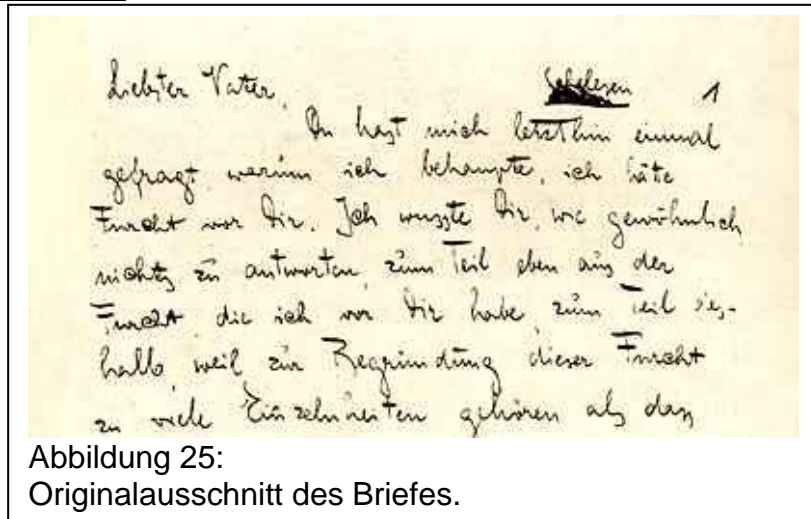 Liebster Vater, Schelesen 1
Du hast mich letzthin einmal
gefragt, warum ich behaupte, ich hätte
Furcht vor Dir. Ich wusste Dir, wie gewöhnlich
nichts zu antworten, zum Teil eben aus der
Furcht die ich vor Dir habe, zum Teil des-
halb, weil zur Begründung dieser Furcht
zu viele Einzelnheiten gehören als dass
Abbildung 25:
Originalausschnitt des Briefes.